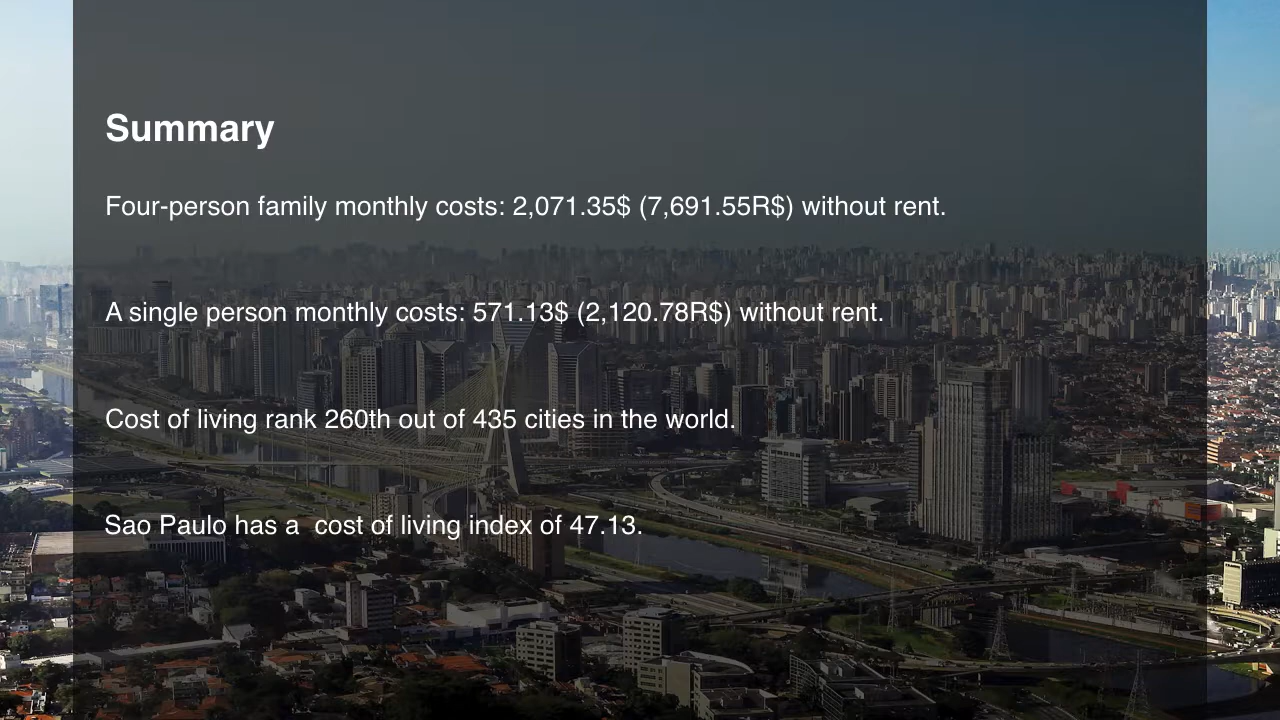 Summary
Four-person family monthly costs: 2,071.35$ (7,691.55R$) without rent.
A single person monthly costs: 571.13$ (2,120.78R$) without rent.
Cost of living rank 260th out of 435 cities in the world.
Sao Paulo has a  cost of living index of 47.13.